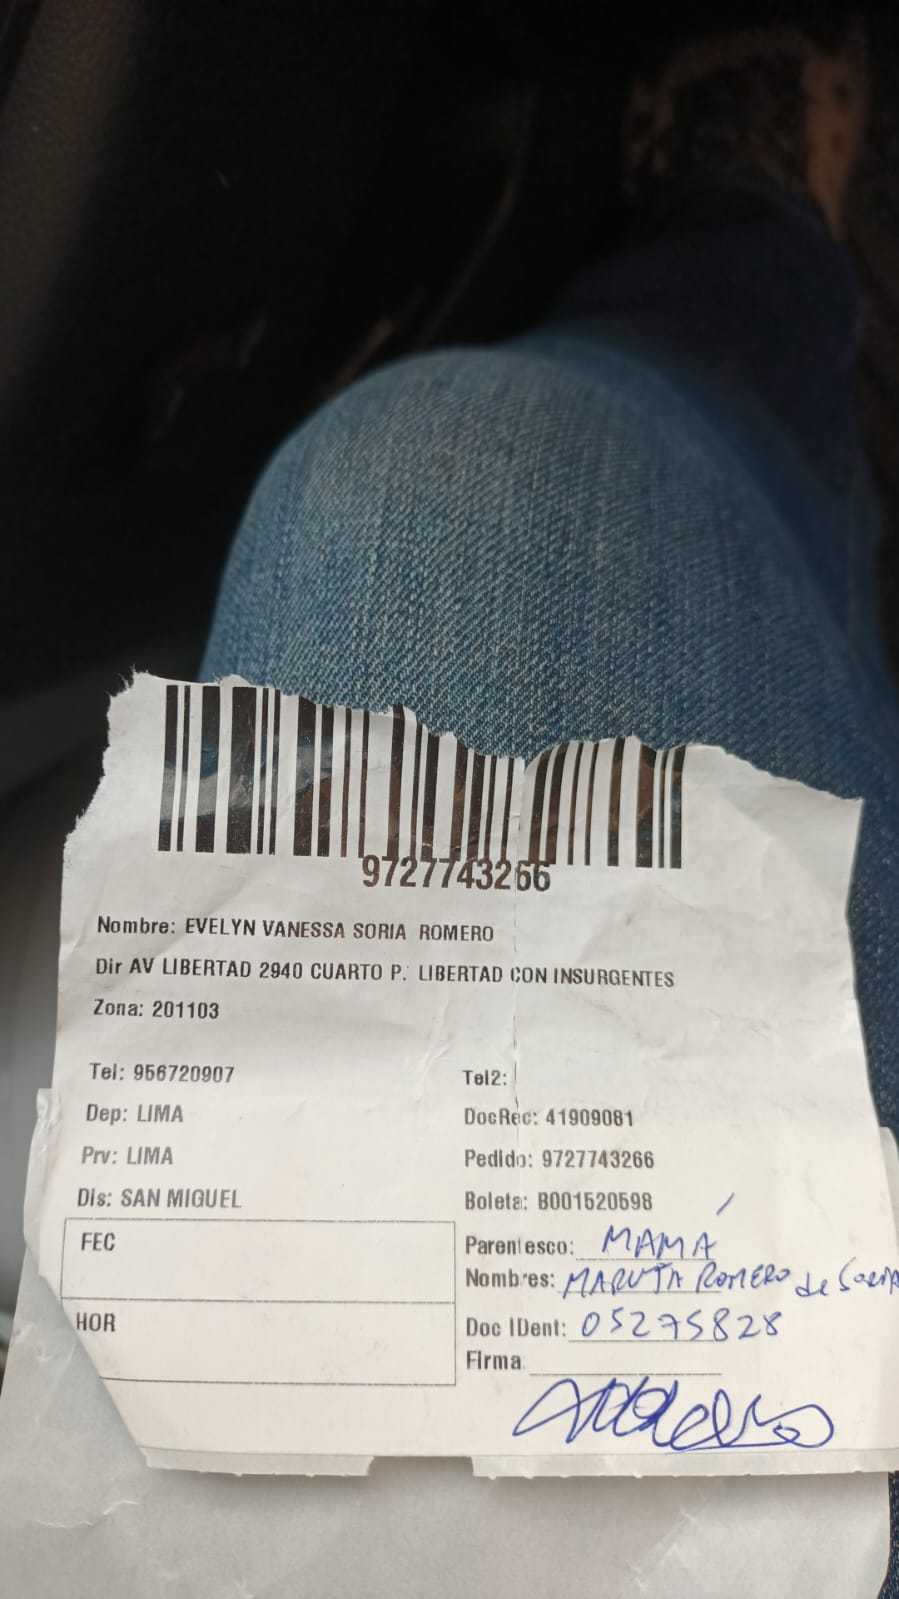 9727743266
Nombre: EVELYN VANESSA SORIA ROMERO
Dir AV LIBERTAD 2940 CUARTO P. LIBERTAD CON INSURGENTES
Zona: 201103
Tel: 956720907 Tel2:
Dep: LIMA DocRec: 41909081
Prv: LIMA Pedido: 9727743266
Dis: SAN MIGUEL Boleta: B001520598
FEC Parentesco: MAMÁ
Nombres: MARUJA ROMERO de Soria
HOR Doc IDent: 05275828
Firma